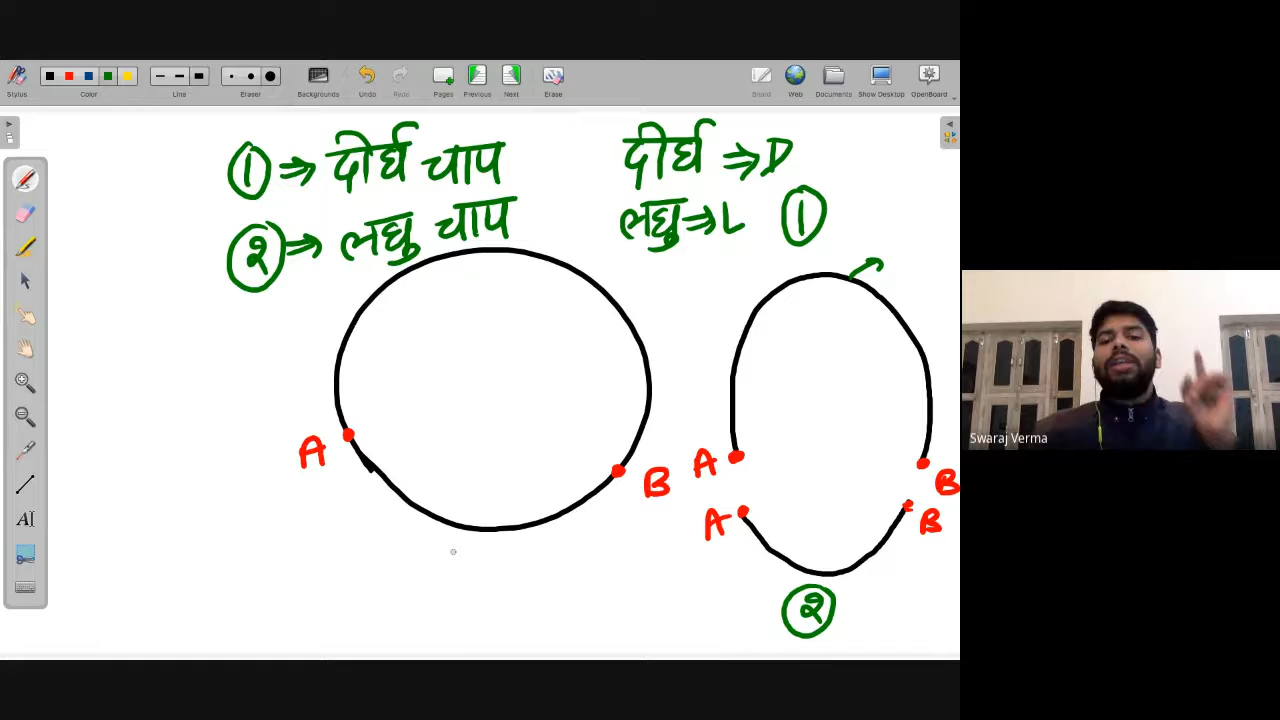 Stylus Color Line Eraser Backgrounds Undo Redo Pages Previous Next Erase Board Web Documents Show Desktop OpenBoard
① ⇒ दीर्घ चाप
② ⇒ लघु चाप
दीर्घ ⇒ D
लघु ⇒ L ①
A
B
A
B
A
B
②
Swaraj Verma